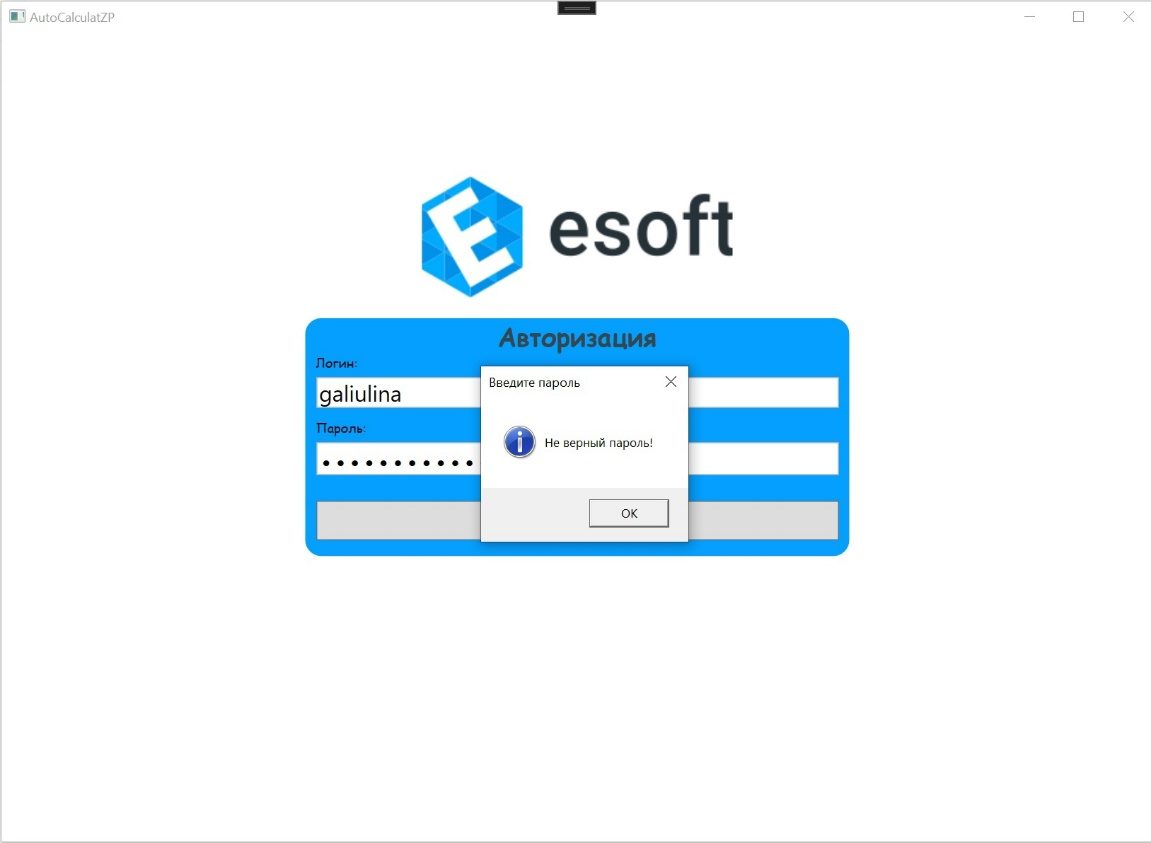 AutoCalculatZP
esoft
Авторизация
Логин:
galiulina
Введите пароль
Пароль:
Не верный пароль!
OK